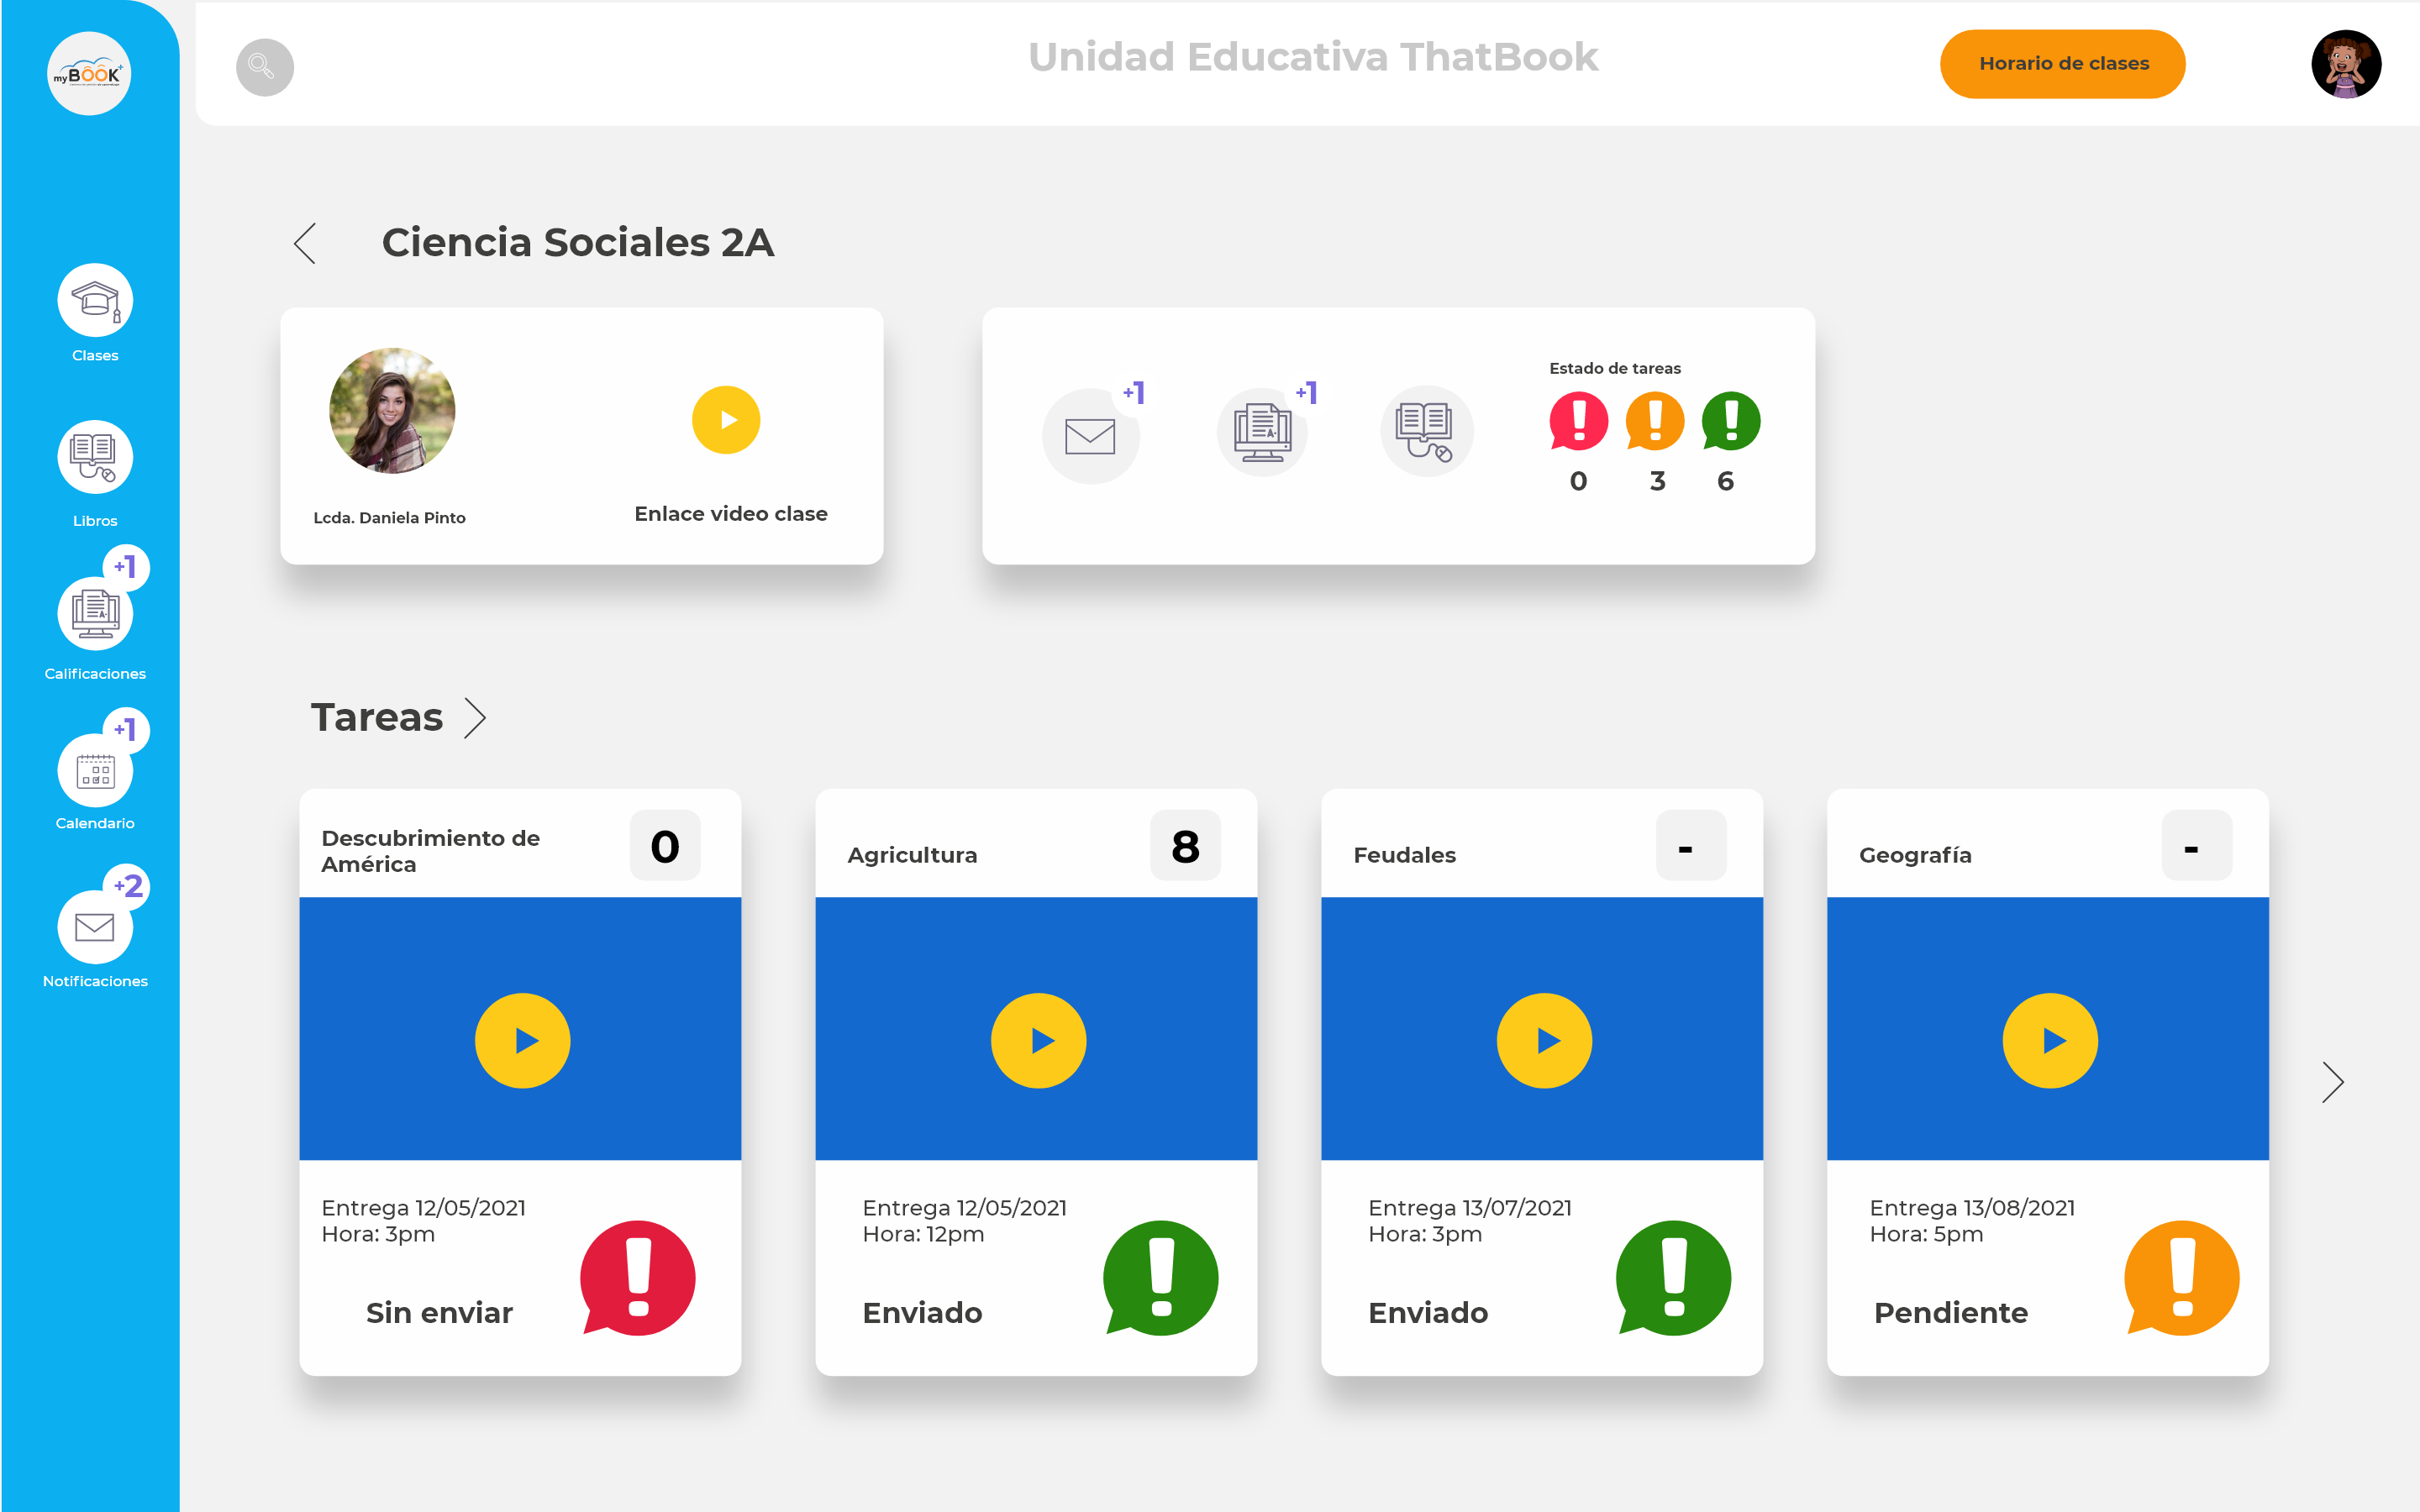 myBOOK+
Unidad Educativa ThatBook
Horario de clases
Ciencia Sociales 2A
Clases
Libros
+1
Calificaciones
+1
Calendario
+2
Notificaciones
Lcda. Daniela Pinto
Enlace video clase
+1
+1
A+
Estado de tareas
0 3 6
Tareas
Descubrimiento de
América
0
Entrega 12/05/2021
Hora: 3pm
Sin enviar
Agricultura
8
Entrega 12/05/2021
Hora: 12pm
Enviado
Feudales
-
Entrega 13/07/2021
Hora: 3pm
Enviado
Geografía
-
Entrega 13/08/2021
Hora: 5pm
Pendiente